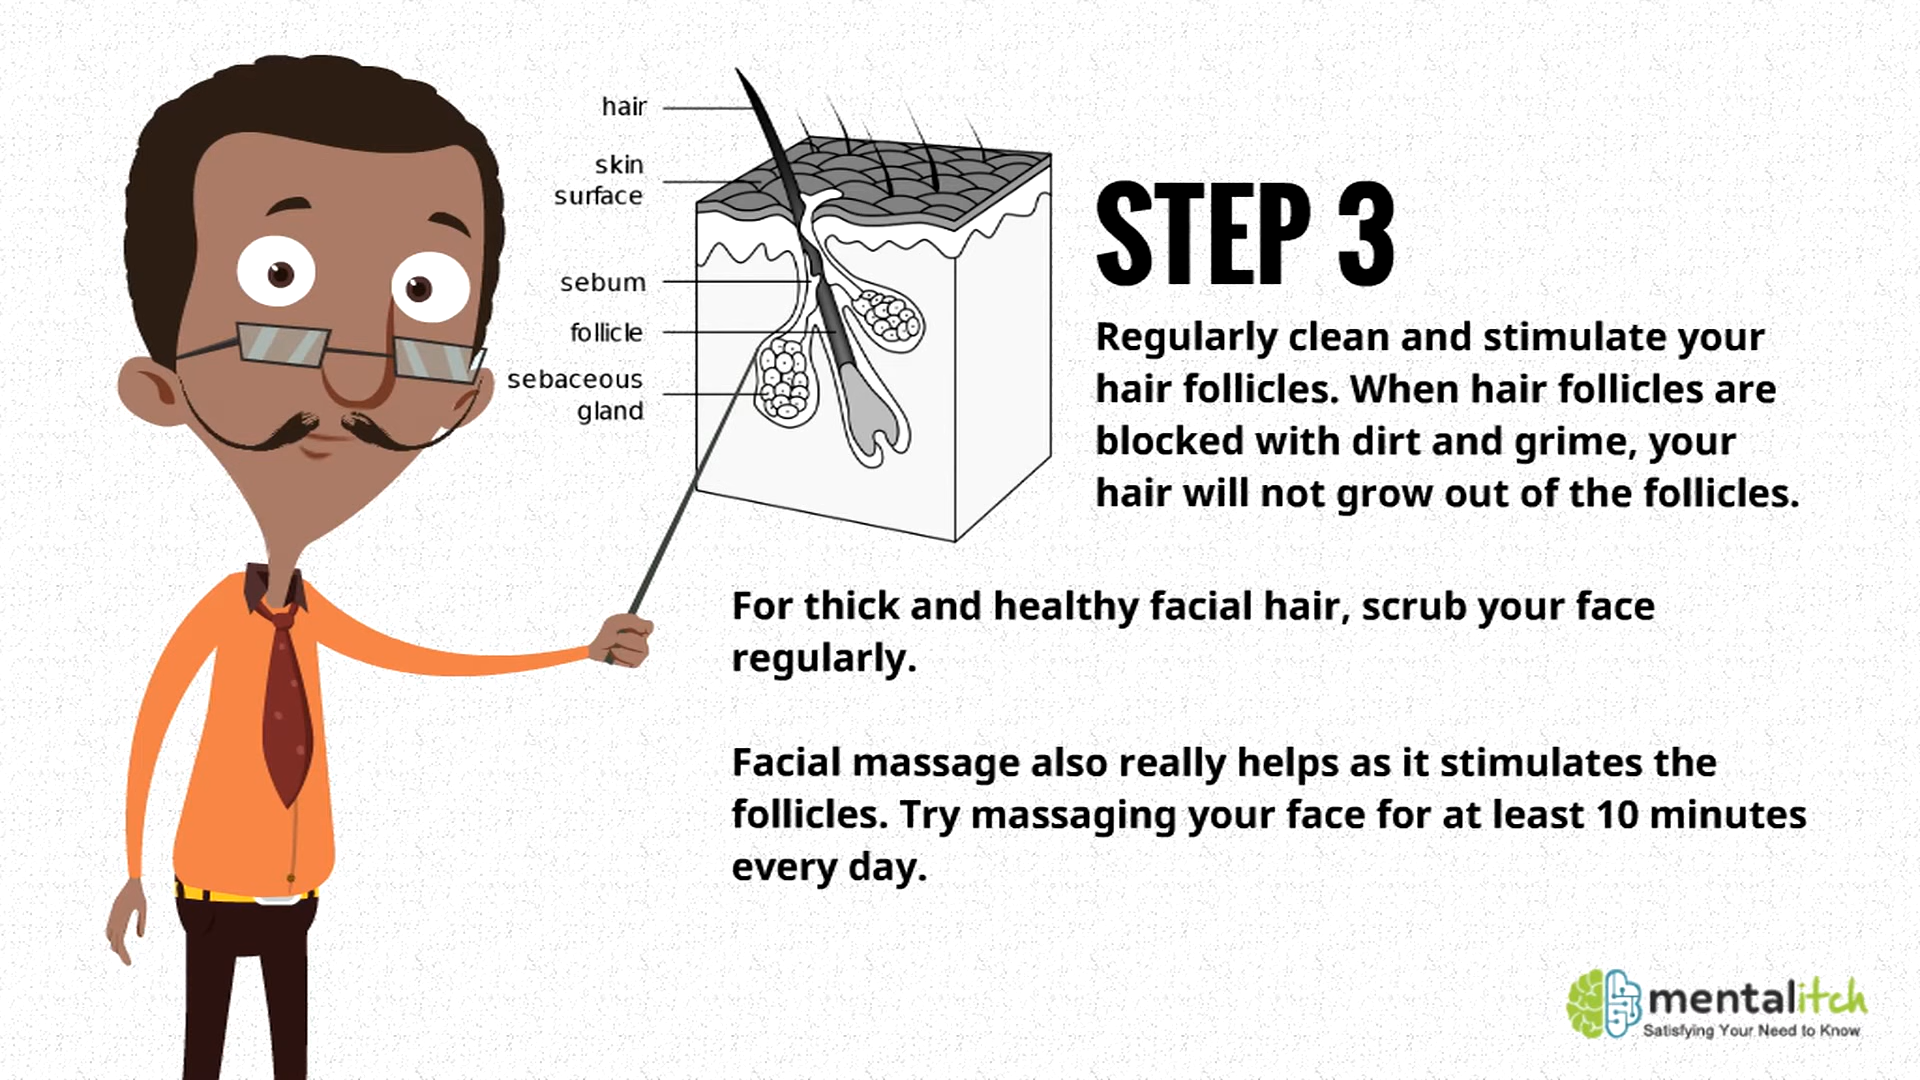 hair
skin
surface
sebum
follicle
sebaceous
gland
STEP 3
Regularly clean and stimulate your
hair follicles. When hair follicles are
blocked with dirt and grime, your
hair will not grow out of the follicles.
For thick and healthy facial hair, scrub your face
regularly.
Facial massage also really helps as it stimulates the
follicles. Try massaging your face for at least 10 minutes
every day.
mentalitch
Satisfying Your Need to Know